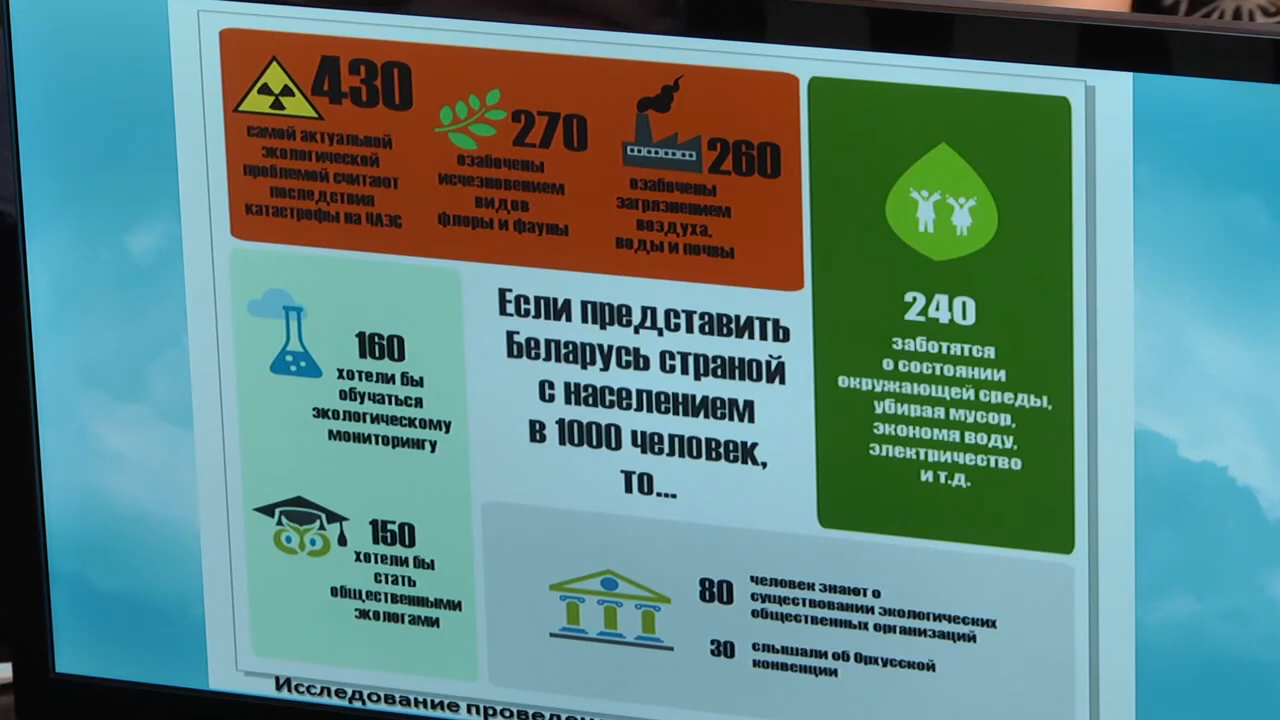 430
самой актуальной
экологической
проблемой считают
последствия
катастрофы на ЧАЭС
270
озабочены
исчезновением
видов
флоры и фауны
260
озабочены
загрязнением
воздуха,
воды и почвы
240
заботятся
о состоянии
окружающей среды,
убирая мусор,
экономя воду,
электричество
и т.д.
Если представить
Беларусь страной
с населением
в 1000 человек,
то...
160
хотели бы
обучаться
экологическому
мониторингу
150
хотели бы
стать
общественными
экологами
80
человек знают о
существовании экологических
общественных организаций
30
слышали об Орхусской
конвенции
Исследование